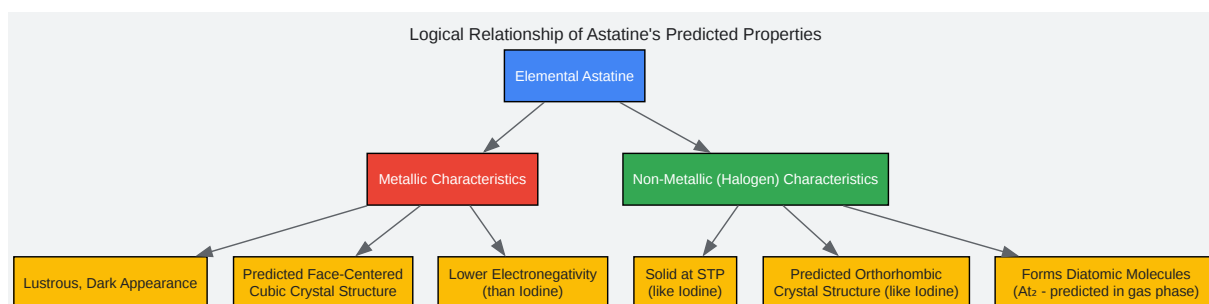 Logical Relationship of Astatine's Predicted Properties
Elemental Astatine
Metallic Characteristics
Non-Metallic (Halogen) Characteristics
Lustrous, Dark Appearance
Predicted Face-Centered
Cubic Crystal Structure
Lower Electronegativity
(than Iodine)
Solid at STP
(like Iodine)
Predicted Orthorhombic
Crystal Structure (like Iodine)
Forms Diatomic Molecules
(At₂ - predicted in gas phase)